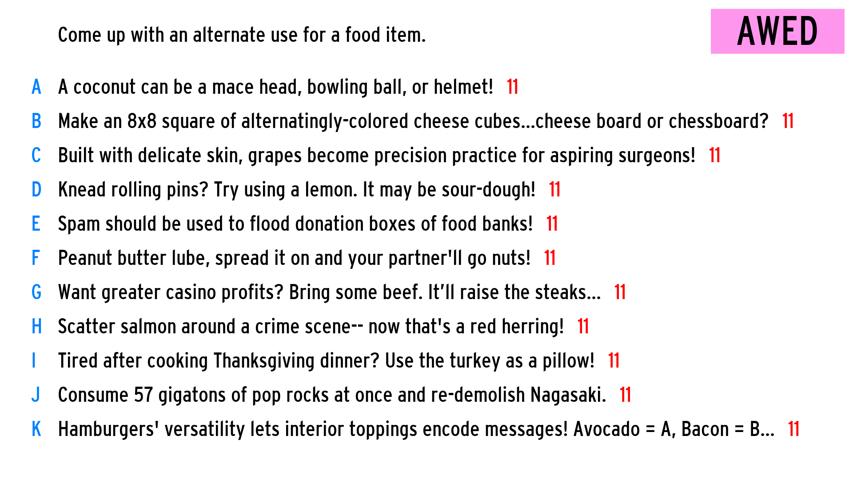 Come up with an alternate use for a food item.
AWED
A A coconut can be a mace head, bowling ball, or helmet! 11
B Make an 8x8 square of alternatingly-colored cheese cubes...cheese board or chessboard? 11
C Built with delicate skin, grapes become precision practice for aspiring surgeons! 11
D Knead rolling pins? Try using a lemon. It may be sour-dough! 11
E Spam should be used to flood donation boxes of food banks! 11
F Peanut butter lube, spread it on and your partner'll go nuts! 11
G Want greater casino profits? Bring some beef. It’ll raise the steaks... 11
H Scatter salmon around a crime scene-- now that's a red herring! 11
I Tired after cooking Thanksgiving dinner? Use the turkey as a pillow! 11
J Consume 57 gigatons of pop rocks at once and re-demolish Nagasaki. 11
K Hamburgers' versatility lets interior toppings encode messages! Avocado = A, Bacon = B... 11